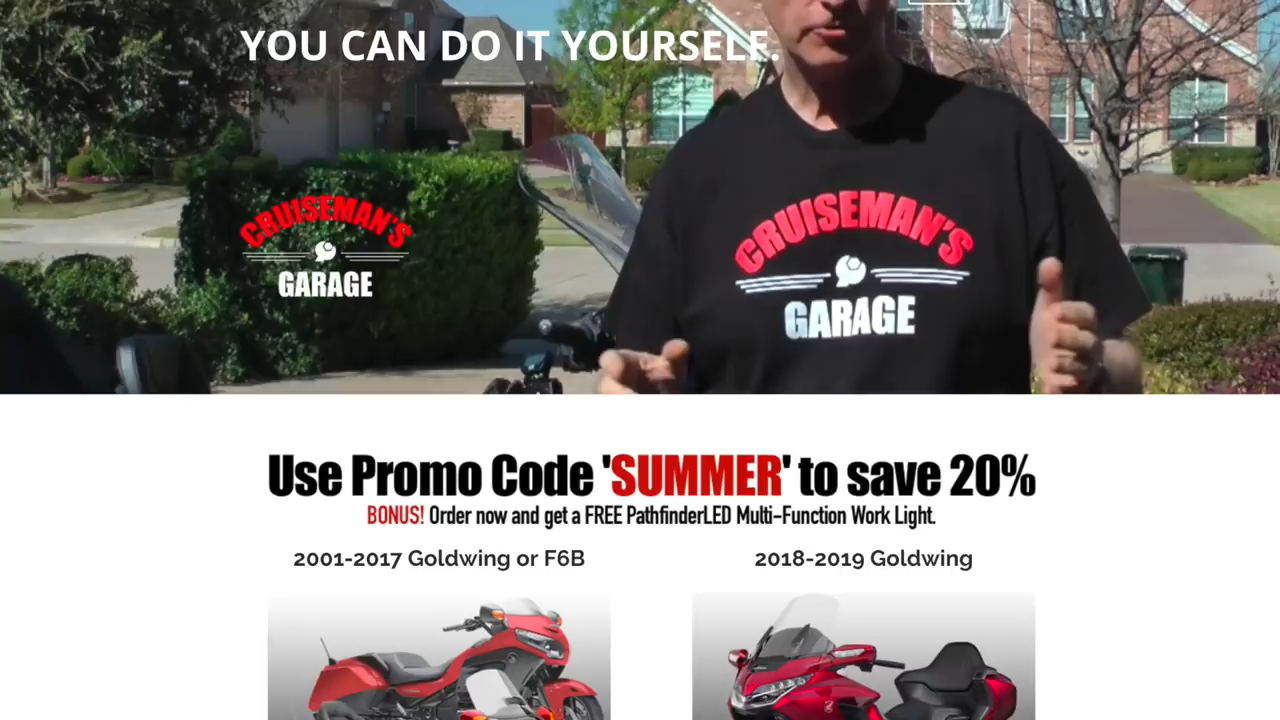 YOU CAN DO IT YOURSELF.
CRUISEMAN'S
GARAGE
CRUISEMAN'S
GARAGE
Use Promo Code 'SUMMER' to save 20%
BONUS! Order now and get a FREE PathfinderLED Multi-Function Work Light.
2001-2017 Goldwing or F6B
2018-2019 Goldwing